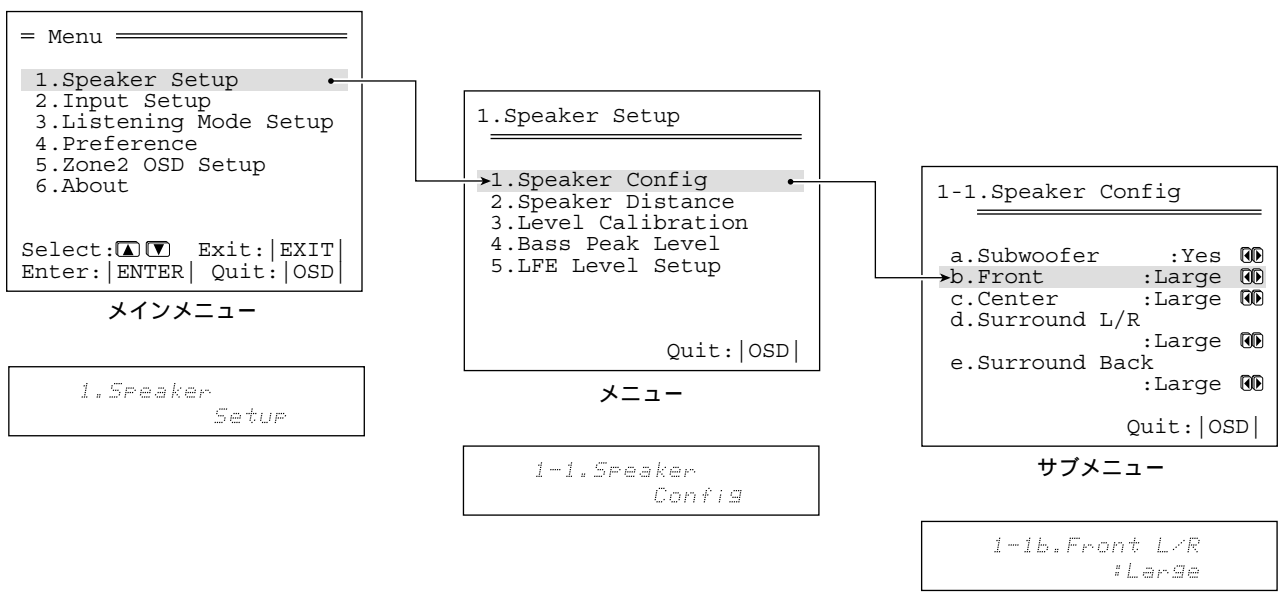 = Menu
1.Speaker Setup
2.Input Setup
3.Listening Mode Setup
4.Preference
5.Zone2 OSD Setup
6.About
Select:▲▼ Exit:|EXIT|
Enter:|ENTER| Quit:|OSD|
メインメニュー
1.Speaker
Setup
1.Speaker Setup
1.Speaker Config
2.Speaker Distance
3.Level Calibration
4.Bass Peak Level
5.LFE Level Setup
Quit:|OSD|
メニュー
1-1.Speaker
Config
1-1.Speaker Config
a.Subwoofer :Yes ◀▶
b.Front :Large ◀▶
c.Center :Large ◀▶
d.Surround L/R
:Large ◀▶
e.Surround Back
:Large ◀▶
Quit:|OSD|
サブメニュー
1-1b.Front L/R
:Large